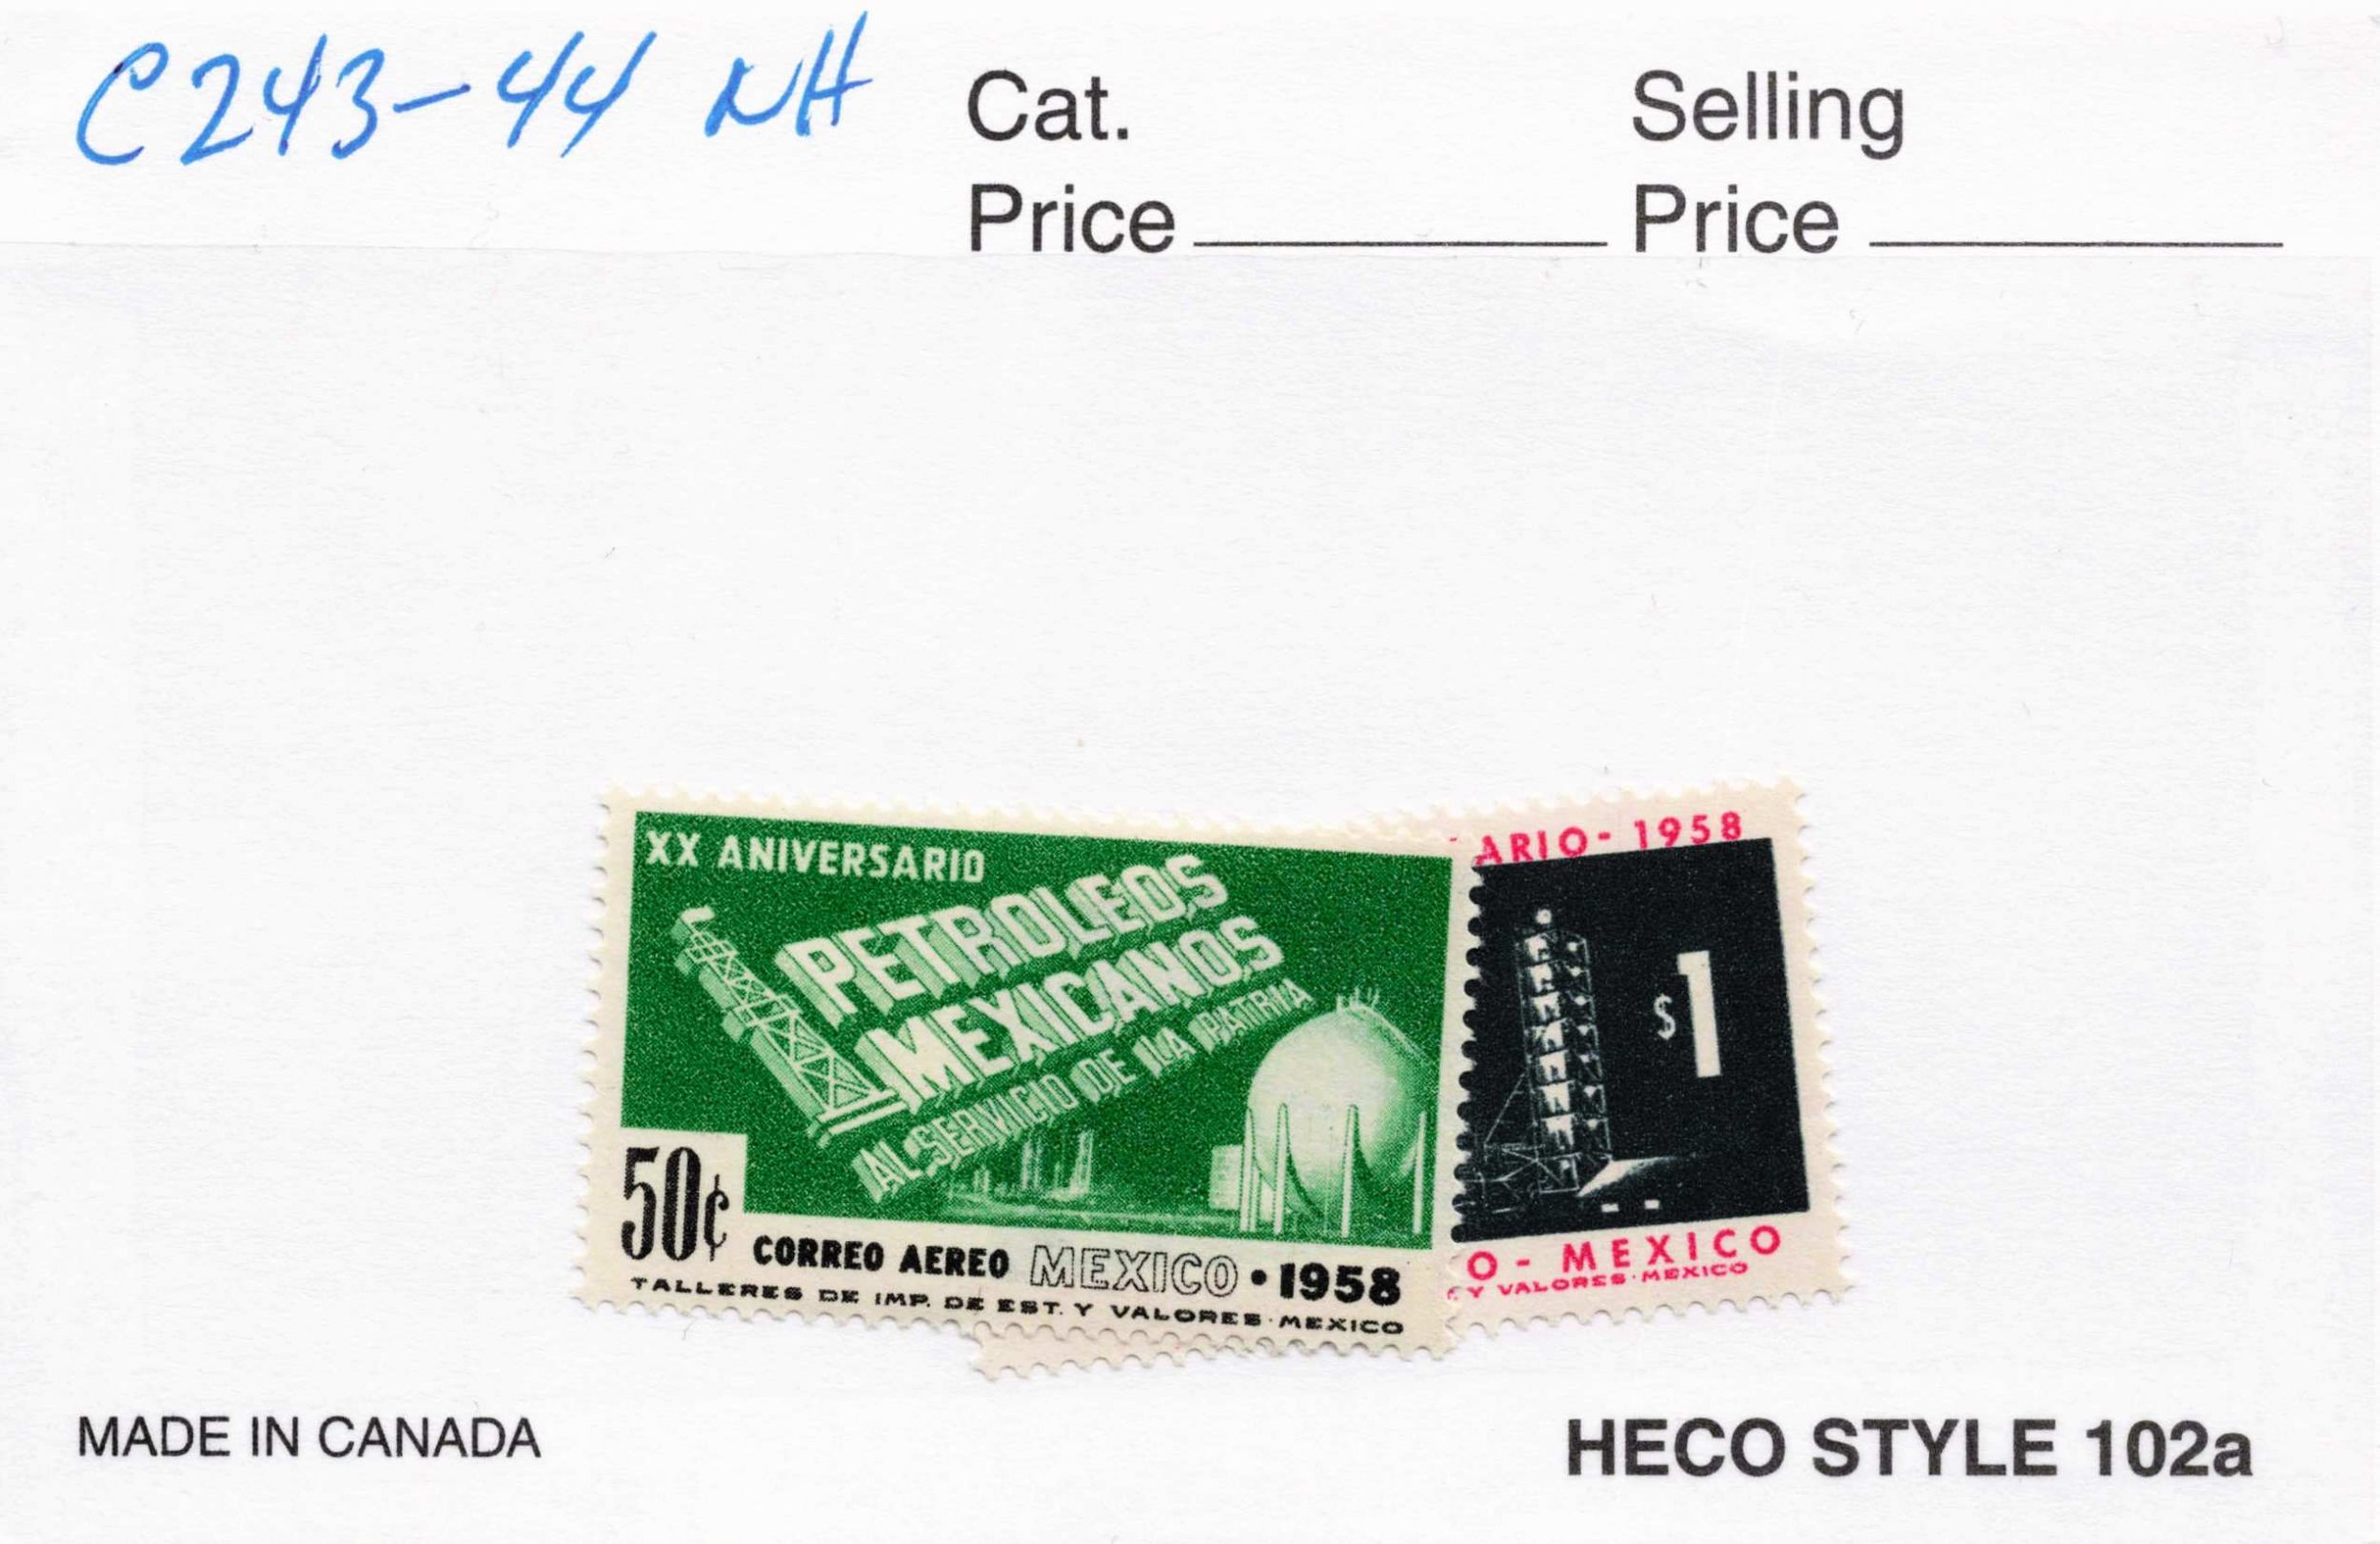 C243-44 NH
Cat.
Price
Selling
Price
XX ANIVERSARIO
PETROLEOS
MEXICANOS
AL SERVICIO DE LA PATRIA
50¢
CORREO AEREO MEXICO • 1958
TALLERES DE IMP. DE EST. Y VALORES·MEXICO
ARIO- 1958
$1
O - MEXICO
Y VALORES·MEXICO
MADE IN CANADA
HECO STYLE 102a